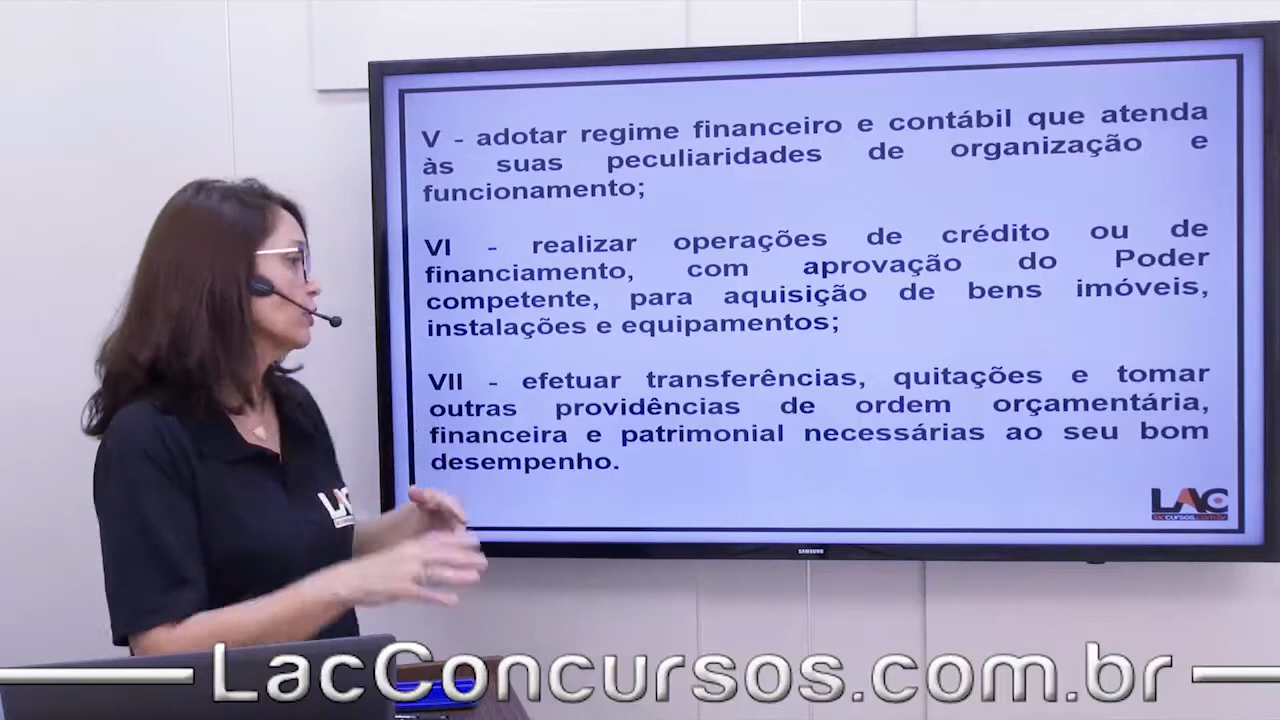 V - adotar regime financeiro e contábil que atenda
às suas peculiaridades de organização e
funcionamento;
VI - realizar operações de crédito ou de
financiamento, com aprovação do Poder
competente, para aquisição de bens imóveis,
instalações e equipamentos;
VII - efetuar transferências, quitações e tomar
outras providências de ordem orçamentária,
financeira e patrimonial necessárias ao seu bom
desempenho.
LAC
SAMSUNG
LAC
LacConcursos.com.br